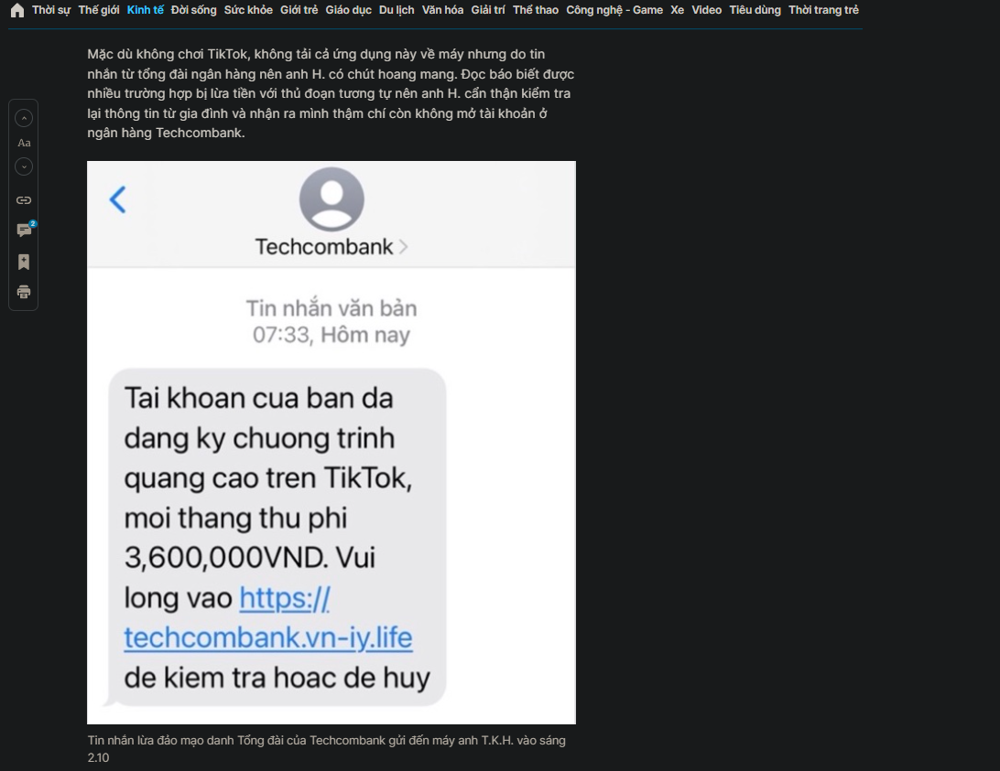 Thời sự Thế giới Kinh tế Đời sống Sức khỏe Giới trẻ Giáo dục Du lịch Văn hóa Giải trí Thể thao Công nghệ - Game Xe Video Tiêu dùng Thời trang trẻ
Mặc dù không chơi TikTok, không tải cả ứng dụng này về máy nhưng do tin
nhắn từ tổng đài ngân hàng nên anh H. có chút hoang mang. Đọc báo biết được
nhiều trường hợp bị lừa tiền với thủ đoạn tương tự nên anh H. cẩn thận kiểm tra
lại thông tin từ gia đình và nhận ra mình thậm chí còn không mở tài khoản ở
ngân hàng Techcombank.
Aa
2
Techcombank
Tin nhắn văn bản
07:33, Hôm nay
Tai khoan cua ban da
dang ky chuong trinh
quang cao tren TikTok,
moi thang thu phi
3,600,000VND. Vui
long vao https://
techcombank.vn-iy.life
de kiem tra hoac de huy
Tin nhắn lừa đảo mạo danh Tổng đài của Techcombank gửi đến máy anh T.K.H. vào sáng
2.10